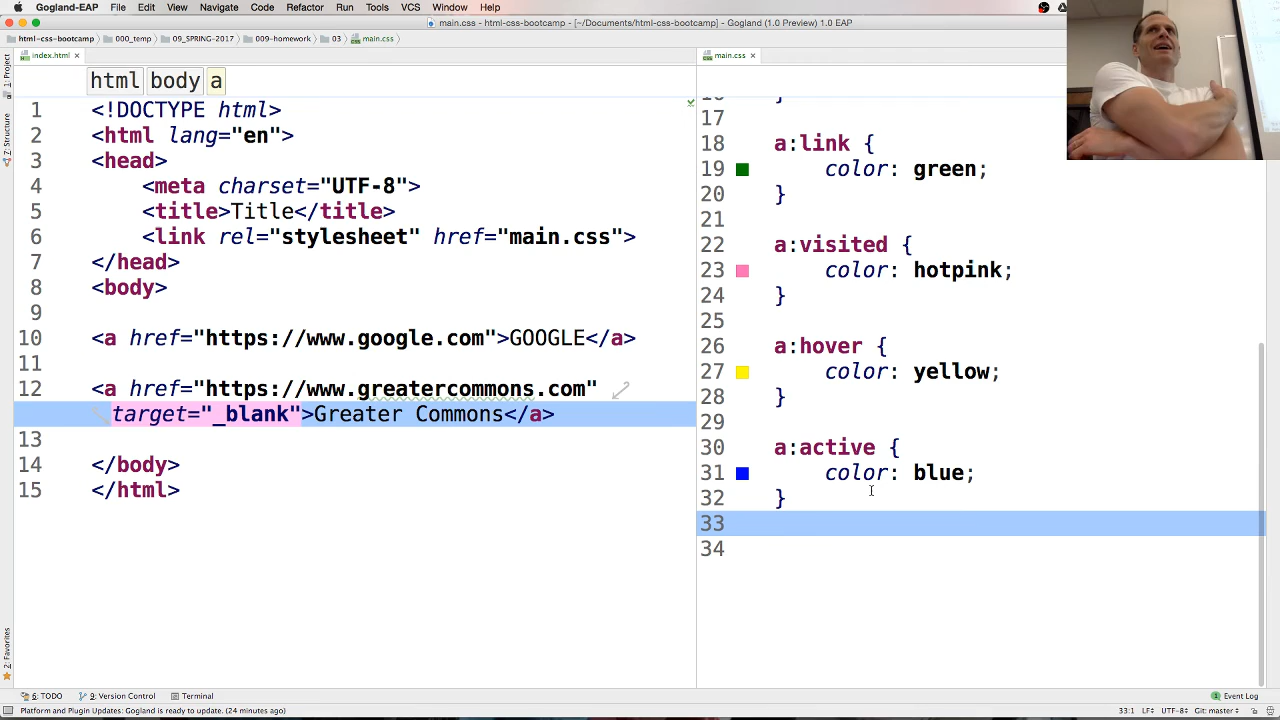 Gogland-EAP File Edit View Navigate Code Refactor Run Tools VCS Window Help
main.css - html-css-bootcamp - [~/Documents/html-css-bootcamp] - Gogland (1.0 Preview) 1.0 EAP
html-css-bootcamp 000_temp 09_SPRING-2017 009-homework 03 main.css
index.html
main.css
1: Project
Z: Structure
2: Favorites
html body a
1 <!DOCTYPE html>
2 <html lang="en">
3 <head>
4 <meta charset="UTF-8">
5 <title>Title</title>
6 <link rel="stylesheet" href="main.css">
7 </head>
8 <body>
9
10 <a href="https://www.google.com">GOOGLE</a>
11
12 <a href="https://www.greatercommons.com"
target="_blank">Greater Commons</a>
13
14 </body>
15 </html>
16 }
17
18 a:link {
19 color: green;
20 }
21
22 a:visited {
23 color: hotpink;
24 }
25
26 a:hover {
27 color: yellow;
28 }
29
30 a:active {
31 color: blue;
32 }
33
34
6: TODO 9: Version Control Terminal
1 Event Log
Platform and Plugin Updates: Gogland is ready to update. (24 minutes ago)
33:1 LF÷ UTF-8÷ Git: master÷